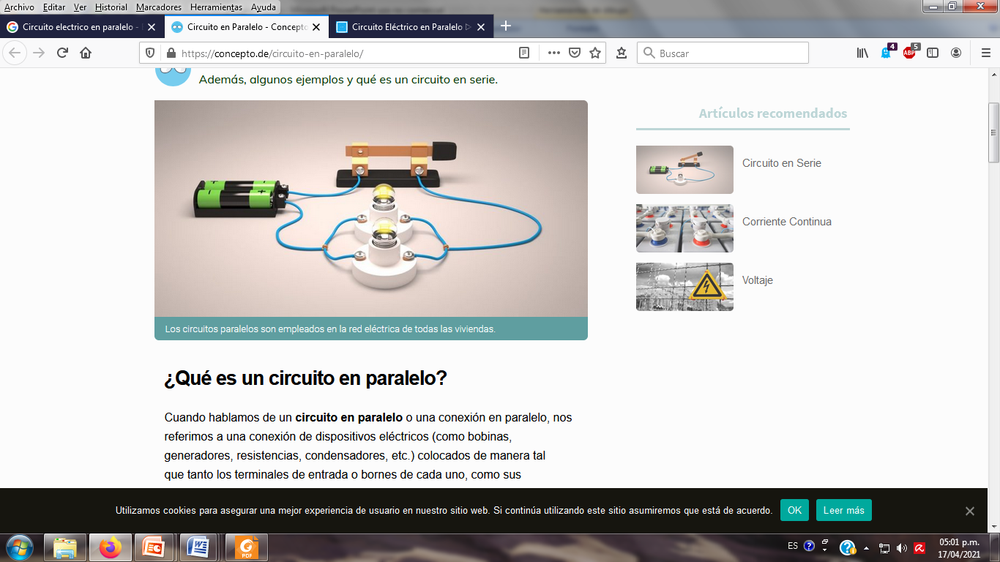 Archivo Editar Ver Historial Marcadores Herramientas Ayuda
Circuito electrico en paralelo -
Circuito en Paralelo - Concepto
Circuito Eléctrico en Paralelo
https://concepto.de/circuito-en-paralelo/
Buscar
4
ABP
5
Además, algunos ejemplos y qué es un circuito en serie.
Los circuitos paralelos son empleados en la red eléctrica de todas las viviendas.
Artículos recomendados
Circuito en Serie
Corriente Continua
Voltaje
¿Qué es un circuito en paralelo?
Cuando hablamos de un circuito en paralelo o una conexión en paralelo, nos
referimos a una conexión de dispositivos eléctricos (como bobinas,
generadores, resistencias, condensadores, etc.) colocados de manera tal
que tanto los terminales de entrada o bornes de cada uno, como sus
Utilizamos cookies para asegurar una mejor experiencia de usuario en nuestro sitio web. Si continúa utilizando este sitio asumiremos que está de acuerdo. OK Leer más
PDF
ES
05:01 p.m.
17/04/2021